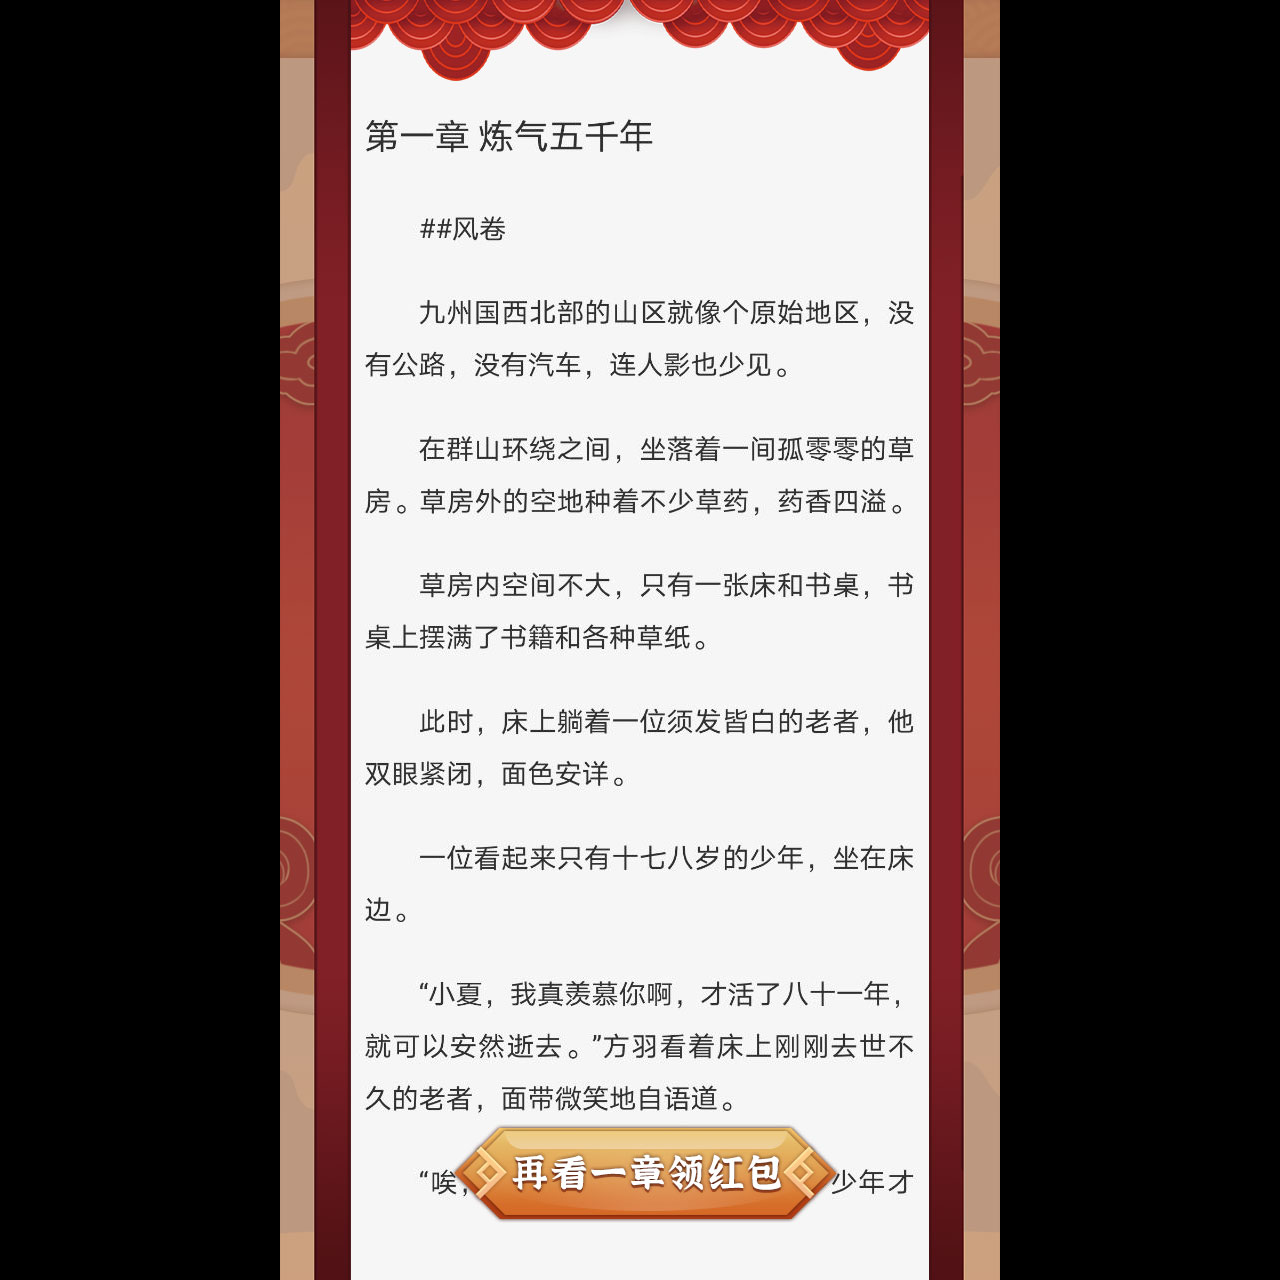 第一章 炼气五千年
##风卷
九州国西北部的山区就像个原始地区，没
有公路，没有汽车，连人影也少见。
在群山环绕之间，坐落着一间孤零零的草
房。草房外的空地种着不少草药，药香四溢。
草房内空间不大，只有一张床和书桌，书
桌上摆满了书籍和各种草纸。
此时，床上躺着一位须发皆白的老者，他
双眼紧闭，面色安详。
一位看起来只有十七八岁的少年，坐在床
边。
“小夏，我真羡慕你啊，才活了八十一年，
就可以安然逝去。”方羽看着床上刚刚去世不
久的老者，面带微笑地自语道。
“唉，
少年才
再看一章领红包